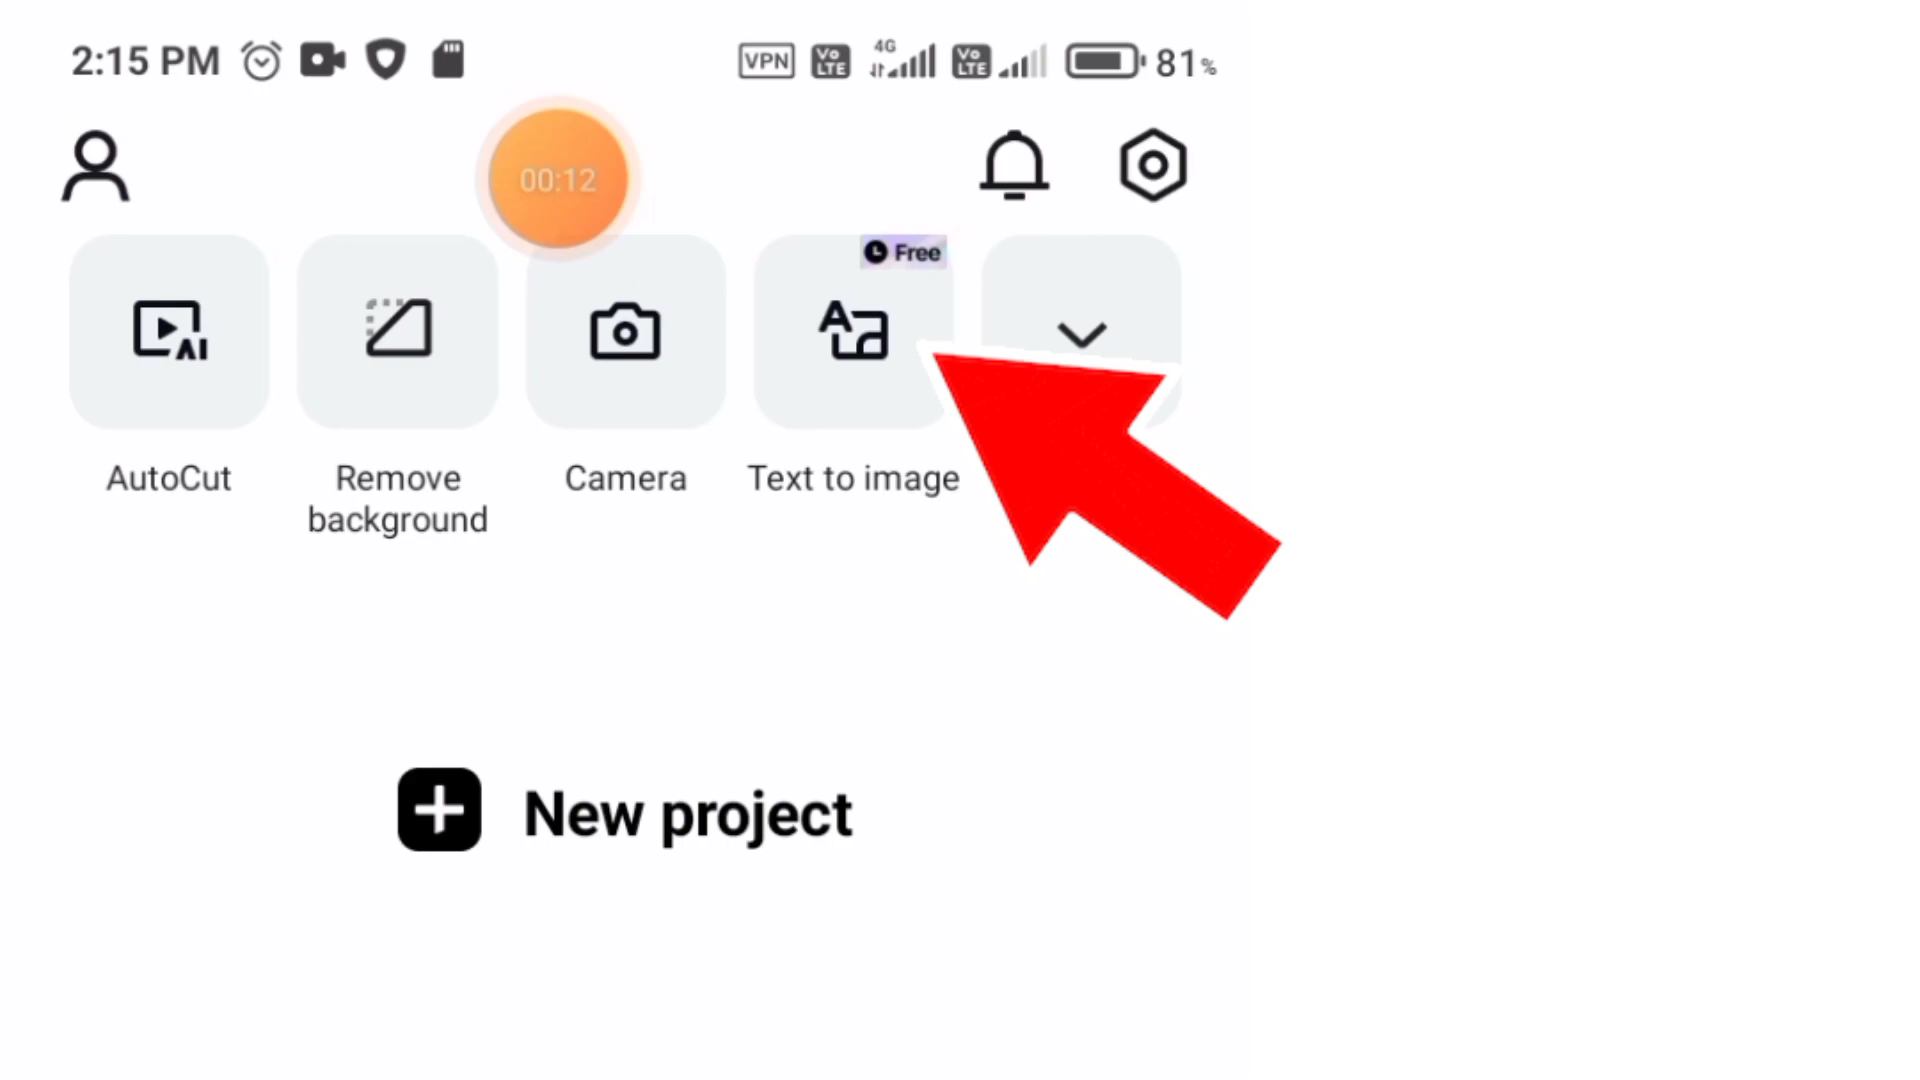 2:15 PM VPN Vo LTE 4G Vo LTE 81%
00:12
Free
AI
AutoCut
Remove
background
Camera
Text to image
New project